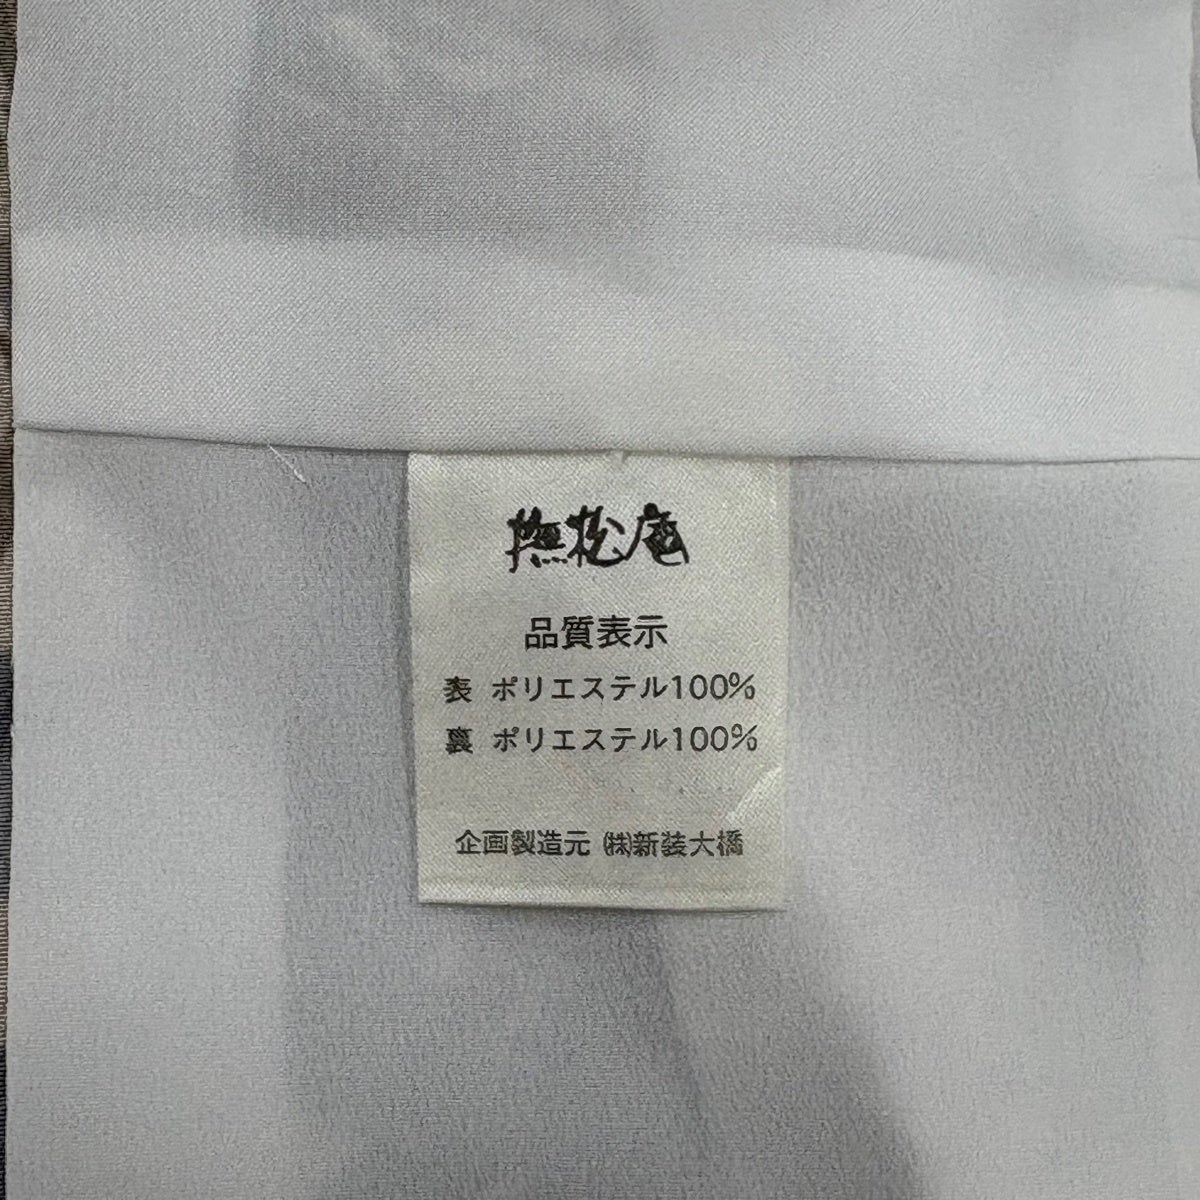 撫松庵
品質表示
表 ポリエステル100%
裏 ポリエステル100%
企画製造元 ㈱新装大橋